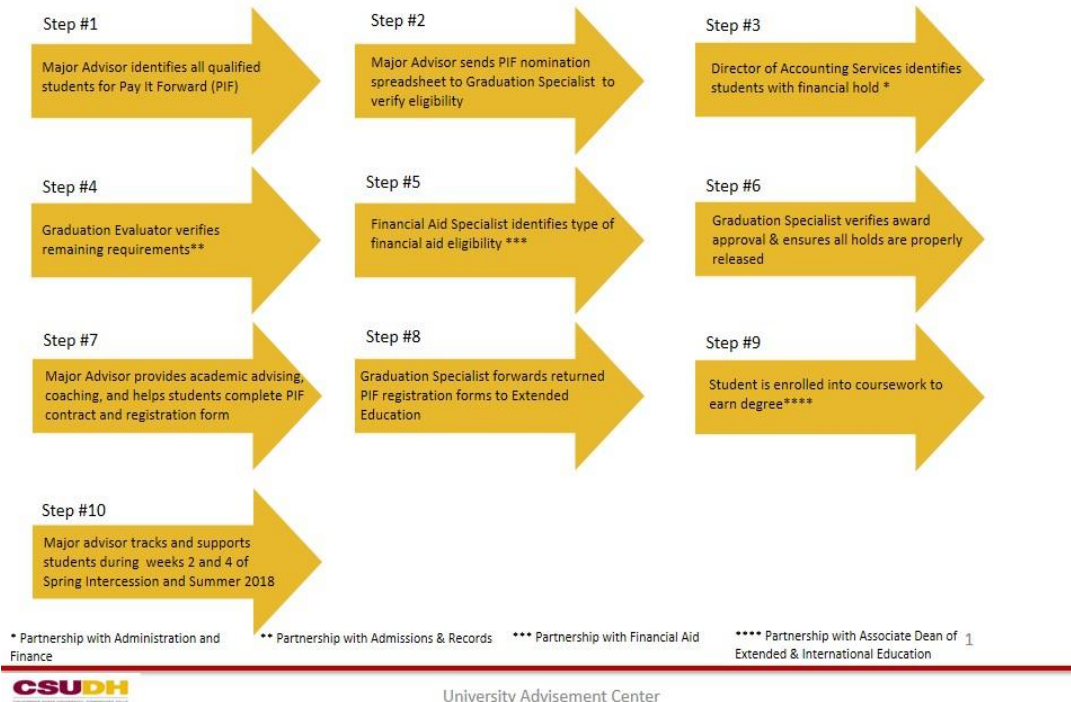 Step #1
Major Advisor identifies all qualified
students for Pay It Forward (PIF)
Step #2
Major Advisor sends PIF nomination
spreadsheet to Graduation Specialist to
verify eligibility
Step #3
Director of Accounting Services identifies
students with financial hold *
Step #4
Graduation Evaluator verifies
remaining requirements**
Step #5
Financial Aid Specialist identifies type of
financial aid eligibility ***
Step #6
Graduation Specialist verifies award
approval & ensures all holds are properly
released
Step #7
Major Advisor provides academic advising,
coaching, and helps students complete PIF
contract and registration form
Step #8
Graduation Specialist forwards returned
PIF registration forms to Extended
Education
Step #9
Student is enrolled into coursework to
earn degree****
Step #10
Major advisor tracks and supports
students during weeks 2 and 4 of
Spring Intercession and Summer 2018
* Partnership with Administration and
Finance
** Partnership with Admissions & Records
*** Partnership with Financial Aid
**** Partnership with Associate Dean of
Extended & International Education
1
CSUDH
University Advisement Center